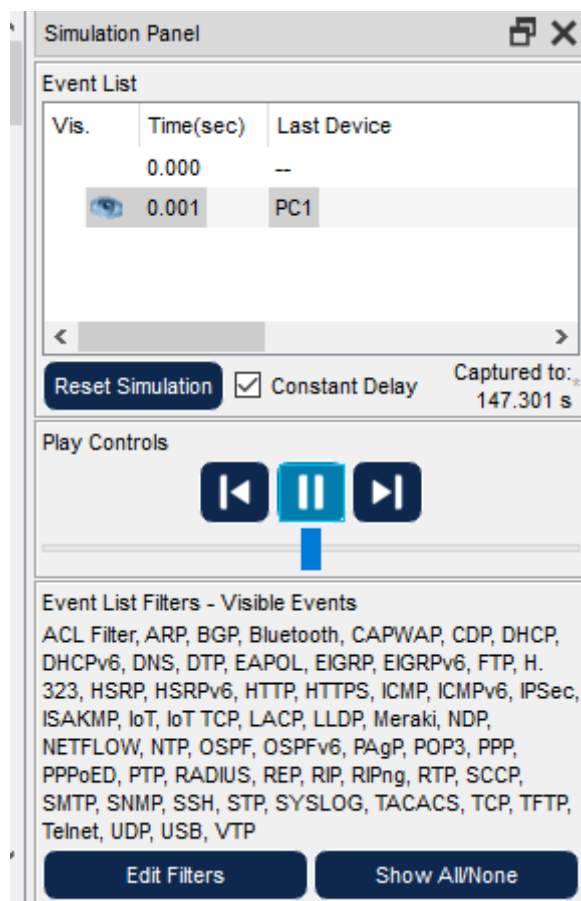 Simulation Panel
Event List
Vis. Time(sec) Last Device
0.000 --
0.001 PC1
Reset Simulation Constant Delay Captured to:*
147.301 s
Play Controls
Event List Filters - Visible Events
ACL Filter, ARP, BGP, Bluetooth, CAPWAP, CDP, DHCP,
DHCPv6, DNS, DTP, EAPOL, EIGRP, EIGRPv6, FTP, H.
323, HSRP, HSRPv6, HTTP, HTTPS, ICMP, ICMPv6, IPSec,
ISAKMP, IoT, IoT TCP, LACP, LLDP, Meraki, NDP,
NETFLOW, NTP, OSPF, OSPFv6, PAgP, POP3, PPP,
PPPoED, PTP, RADIUS, REP, RIP, RIPng, RTP, SCCP,
SMTP, SNMP, SSH, STP, SYSLOG, TACACS, TCP, TFTP,
Telnet, UDP, USB, VTP
Edit Filters Show All/None